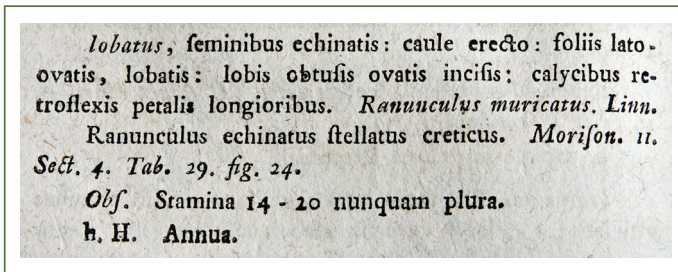 lobatus, ſeminibus echinatis: caule erecto: foliis lato-
ovatis, lobatis: lobis obtuſis ovatis inciſis: calycibus re-
troflexis petalis longioribus. Ranunculus muricatus. Linn.
Ranunculus echinatus ſtellatus creticus. Moriſon. II.
Sect. 4. Tab. 29. fig. 24.
Obſ. Stamina 14 - 20 nunquam plura.
h. H. Annua.